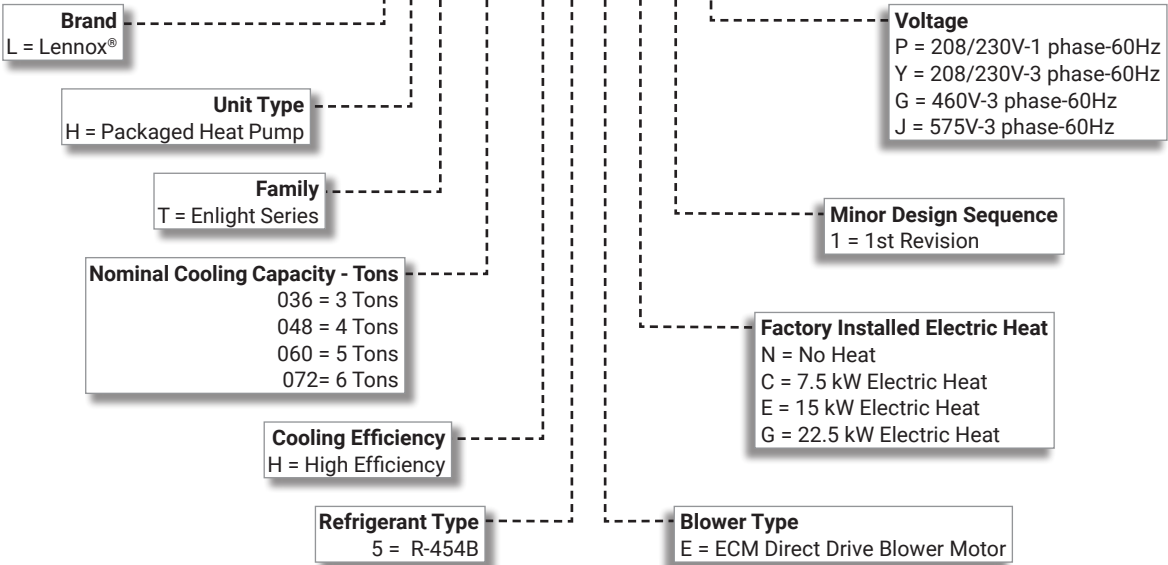 Brand
L = Lennox®
Unit Type
H = Packaged Heat Pump
Family
T = Enlight Series
Nominal Cooling Capacity - Tons
036 = 3 Tons
048 = 4 Tons
060 = 5 Tons
072= 6 Tons
Cooling Efficiency
H = High Efficiency
Refrigerant Type
5 = R-454B
Voltage
P = 208/230V-1 phase-60Hz
Y = 208/230V-3 phase-60Hz
G = 460V-3 phase-60Hz
J = 575V-3 phase-60Hz
Minor Design Sequence
1 = 1st Revision
Factory Installed Electric Heat
N = No Heat
C = 7.5 kW Electric Heat
E = 15 kW Electric Heat
G = 22.5 kW Electric Heat
Blower Type
E = ECM Direct Drive Blower Motor